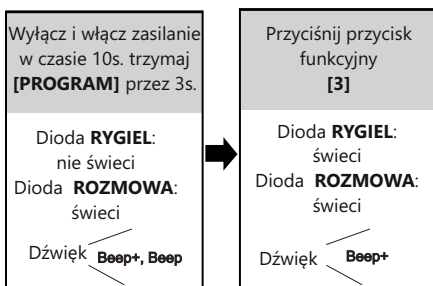 Wyłącz i włącz zasilanie
w czasie 10s. trzymaj
[PROGRAM] przez 3s.
Dioda RYGIEL:
nie świeci
Dioda ROZMOWA:
świeci
Dźwięk Beep+, Beep
Przyciśnij przycisk
funkcyjny
[3]
Dioda RYGIEL:
świeci
Dioda ROZMOWA:
świeci
Dźwięk Beep+